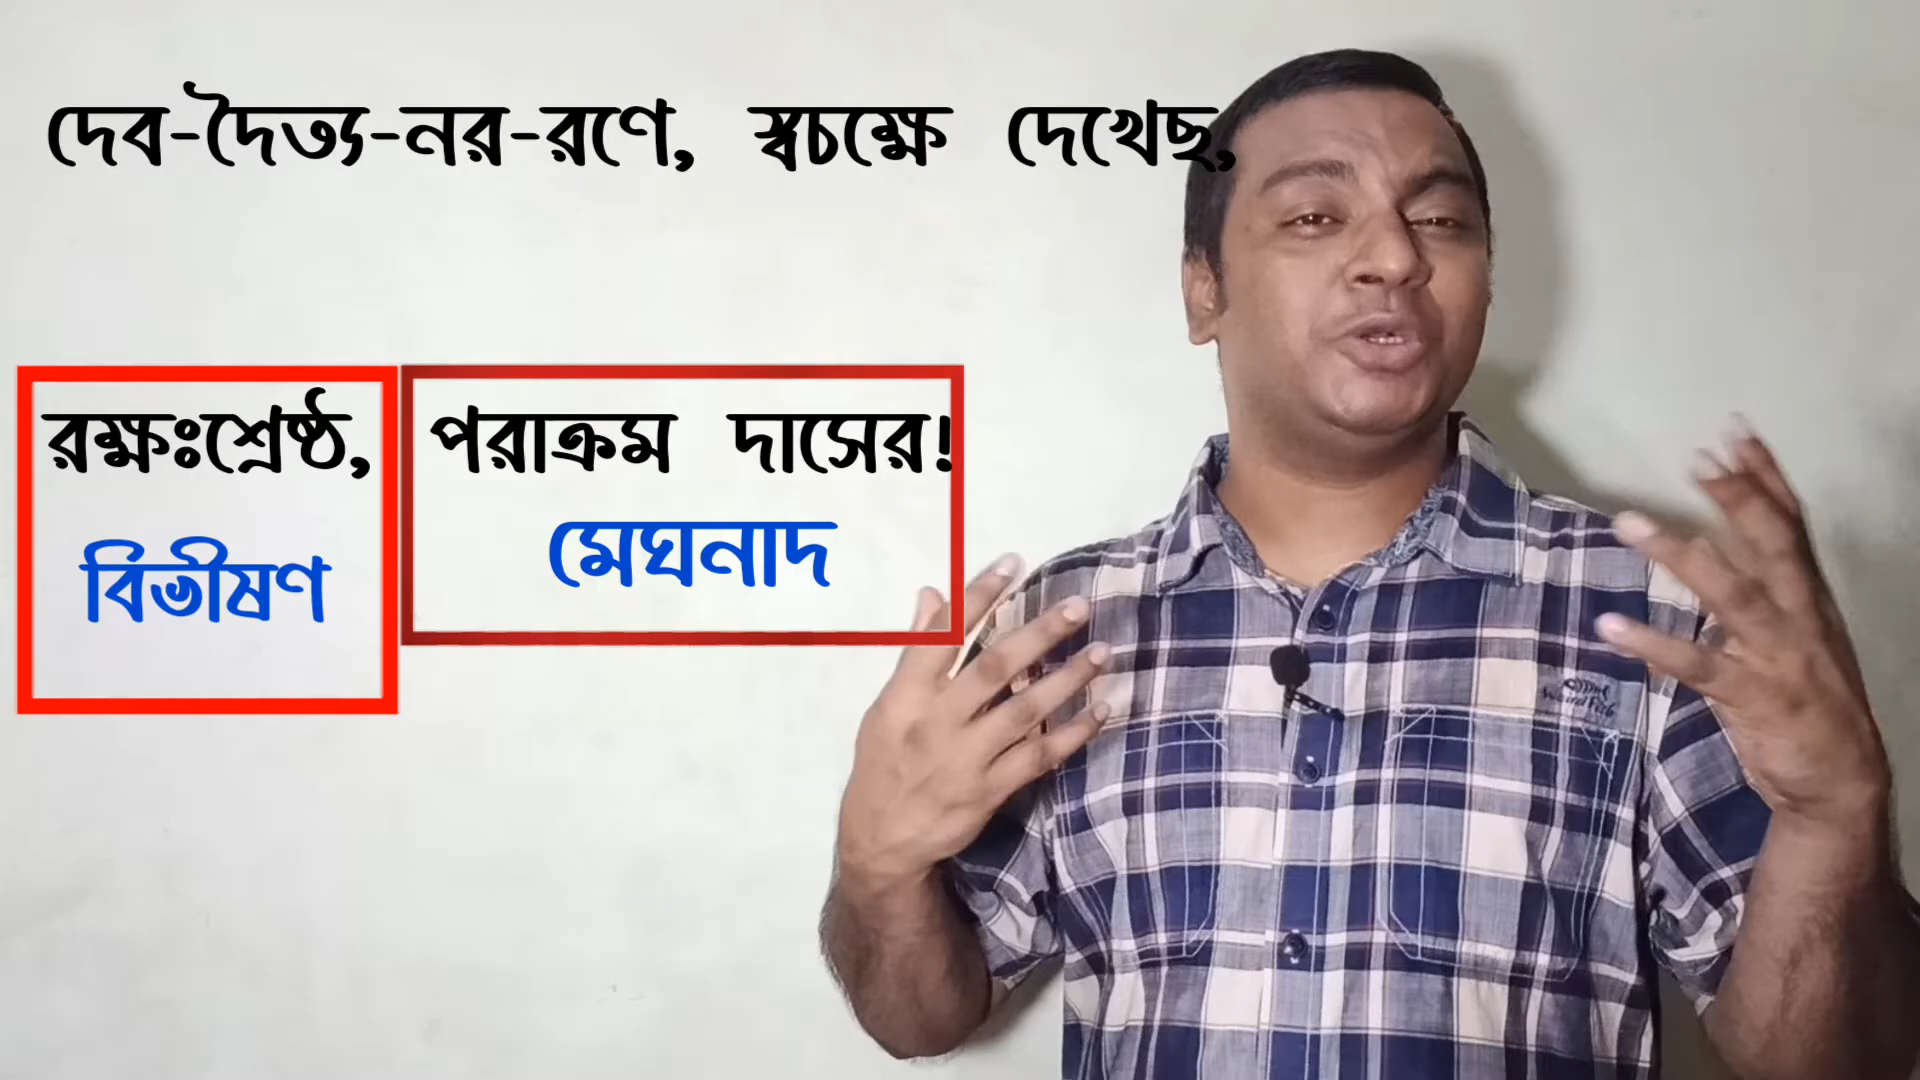 দেব-দৈত্য-নর-রণে, স্বচক্ষে দেখেছ,
রক্ষঃশ্রেষ্ঠ, পরাক্রম দাসের!
বিভীষণ
মেঘনাদ